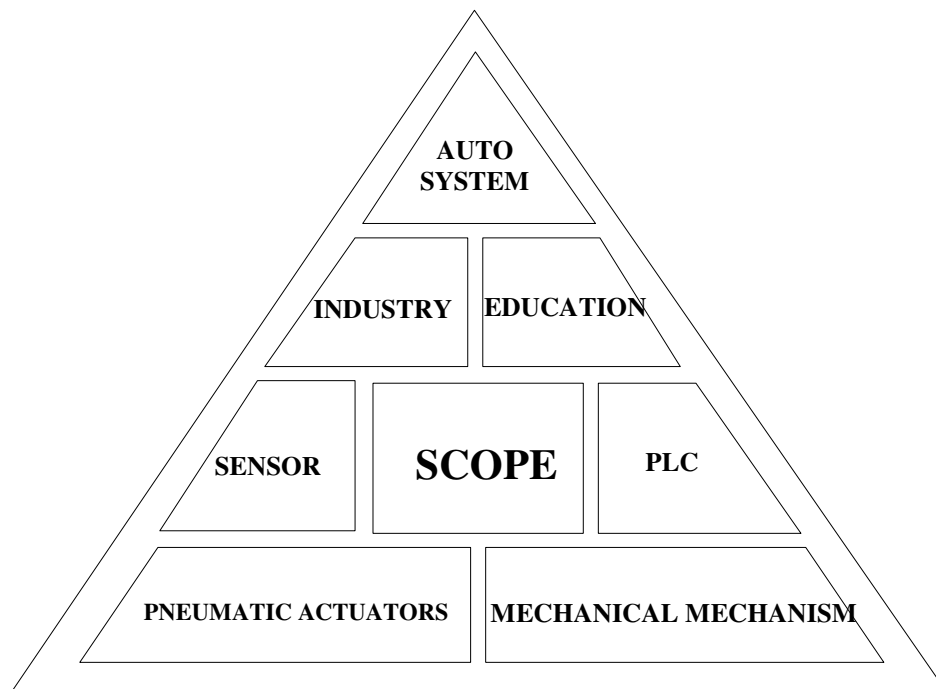 AUTO
SYSTEM
INDUSTRY
EDUCATION
SENSOR
SCOPE
PLC
PNEUMATIC ACTUATORS
MECHANICAL MECHANISM